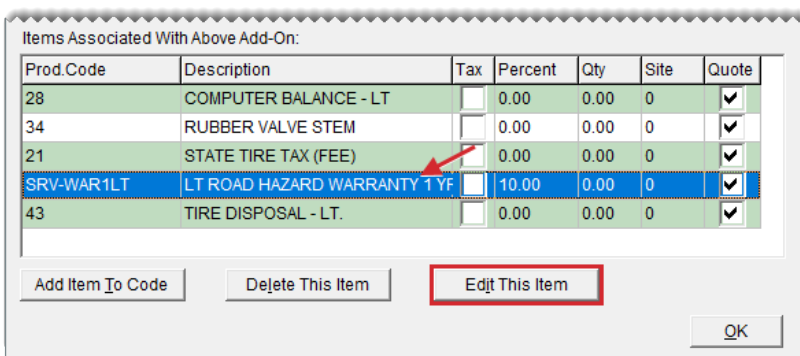 Items Associated With Above Add-On:
Prod.Code Description Tax Percent Qty Site Quote
28 COMPUTER BALANCE - LT 0.00 0.00 0
34 RUBBER VALVE STEM 0.00 0.00 0
21 STATE TIRE TAX (FEE) 0.00 0.00 0
SRV-WAR1LT LT ROAD HAZARD WARRANTY 1 YR 10.00 0.00 0
43 TIRE DISPOSAL - LT. 0.00 0.00 0
Add Item To Code Delete This Item Edit This Item
OK